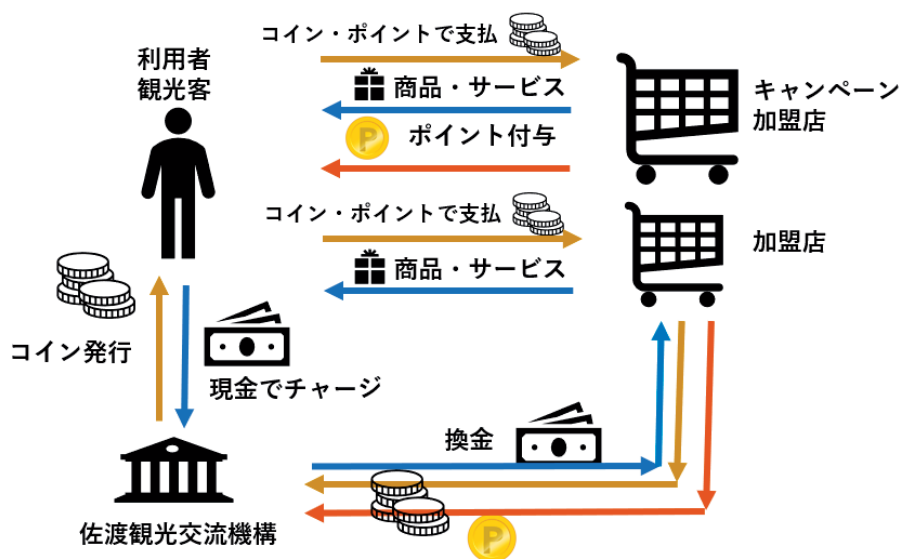 コイン・ポイントで支払
利用者
観光客
商品・サービス
キャンペーン
加盟店
P
ポイント付与
コイン・ポイントで支払
加盟店
商品・サービス
コイン発行
現金でチャージ
換金
佐渡観光交流機構
P